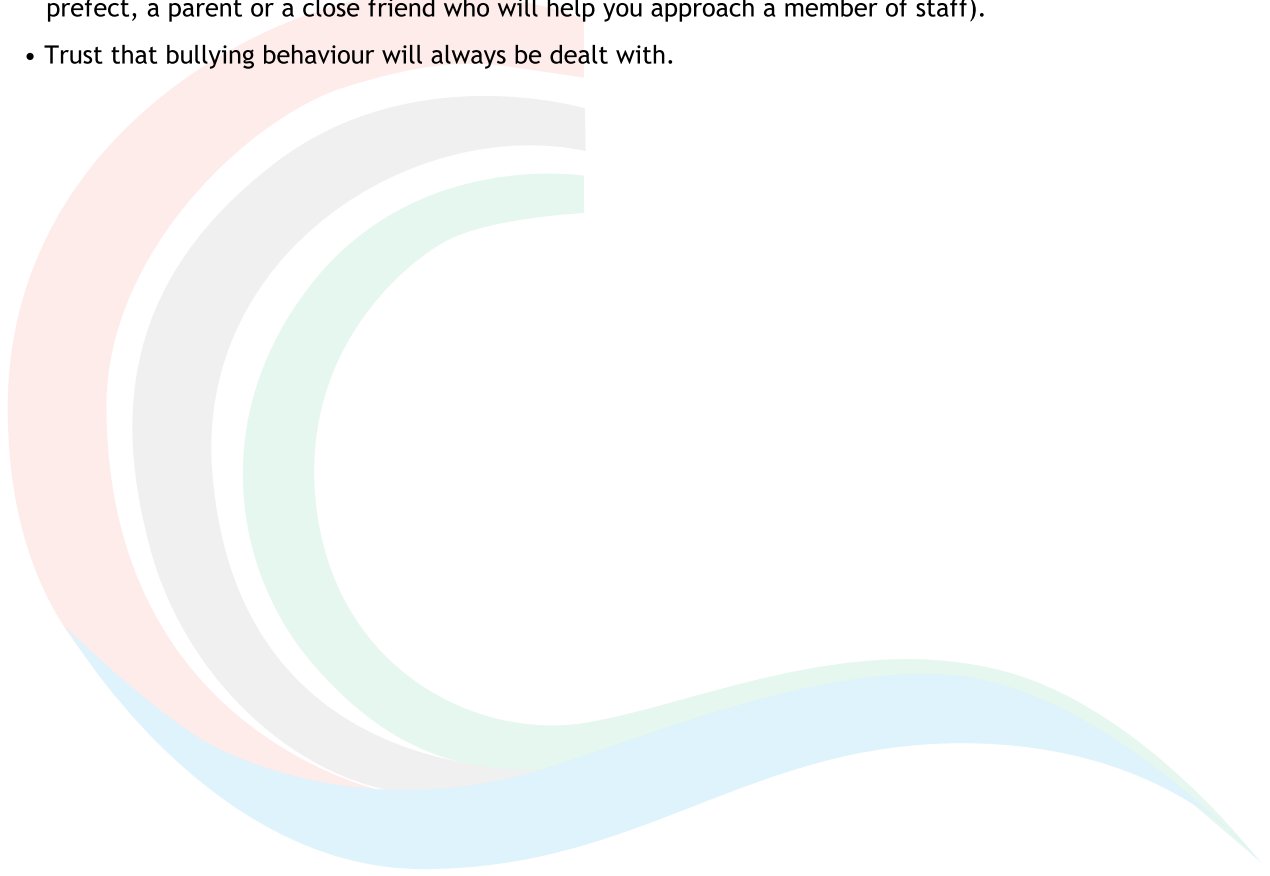 prefect, a parent or a close friend who will help you approach a member of staff).
• Trust that bullying behaviour will always be dealt with.